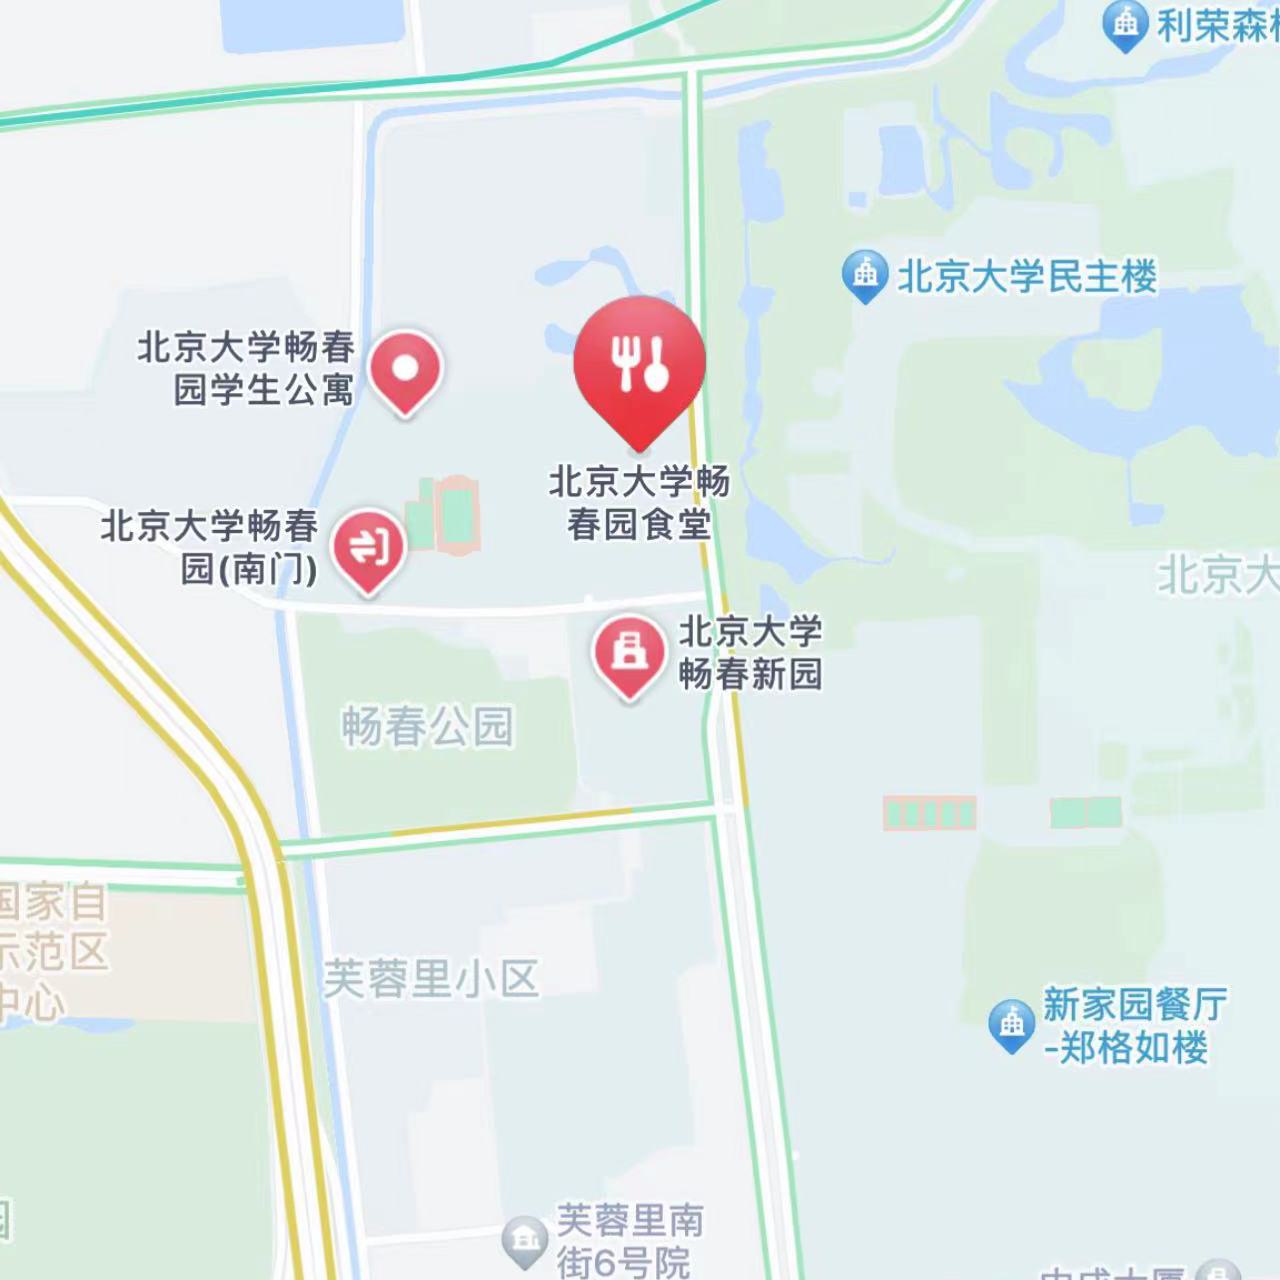 利荣森
北京大学民主楼
北京大学畅春
园学生公寓
北京大学畅
春园食堂
北京大学畅春
园(南门)
北京大
北京大学
畅春新园
畅春公园
国家自
示范区
中心
芙蓉里小区
新家园餐厅
-郑格如楼
芙蓉里南
街6号院